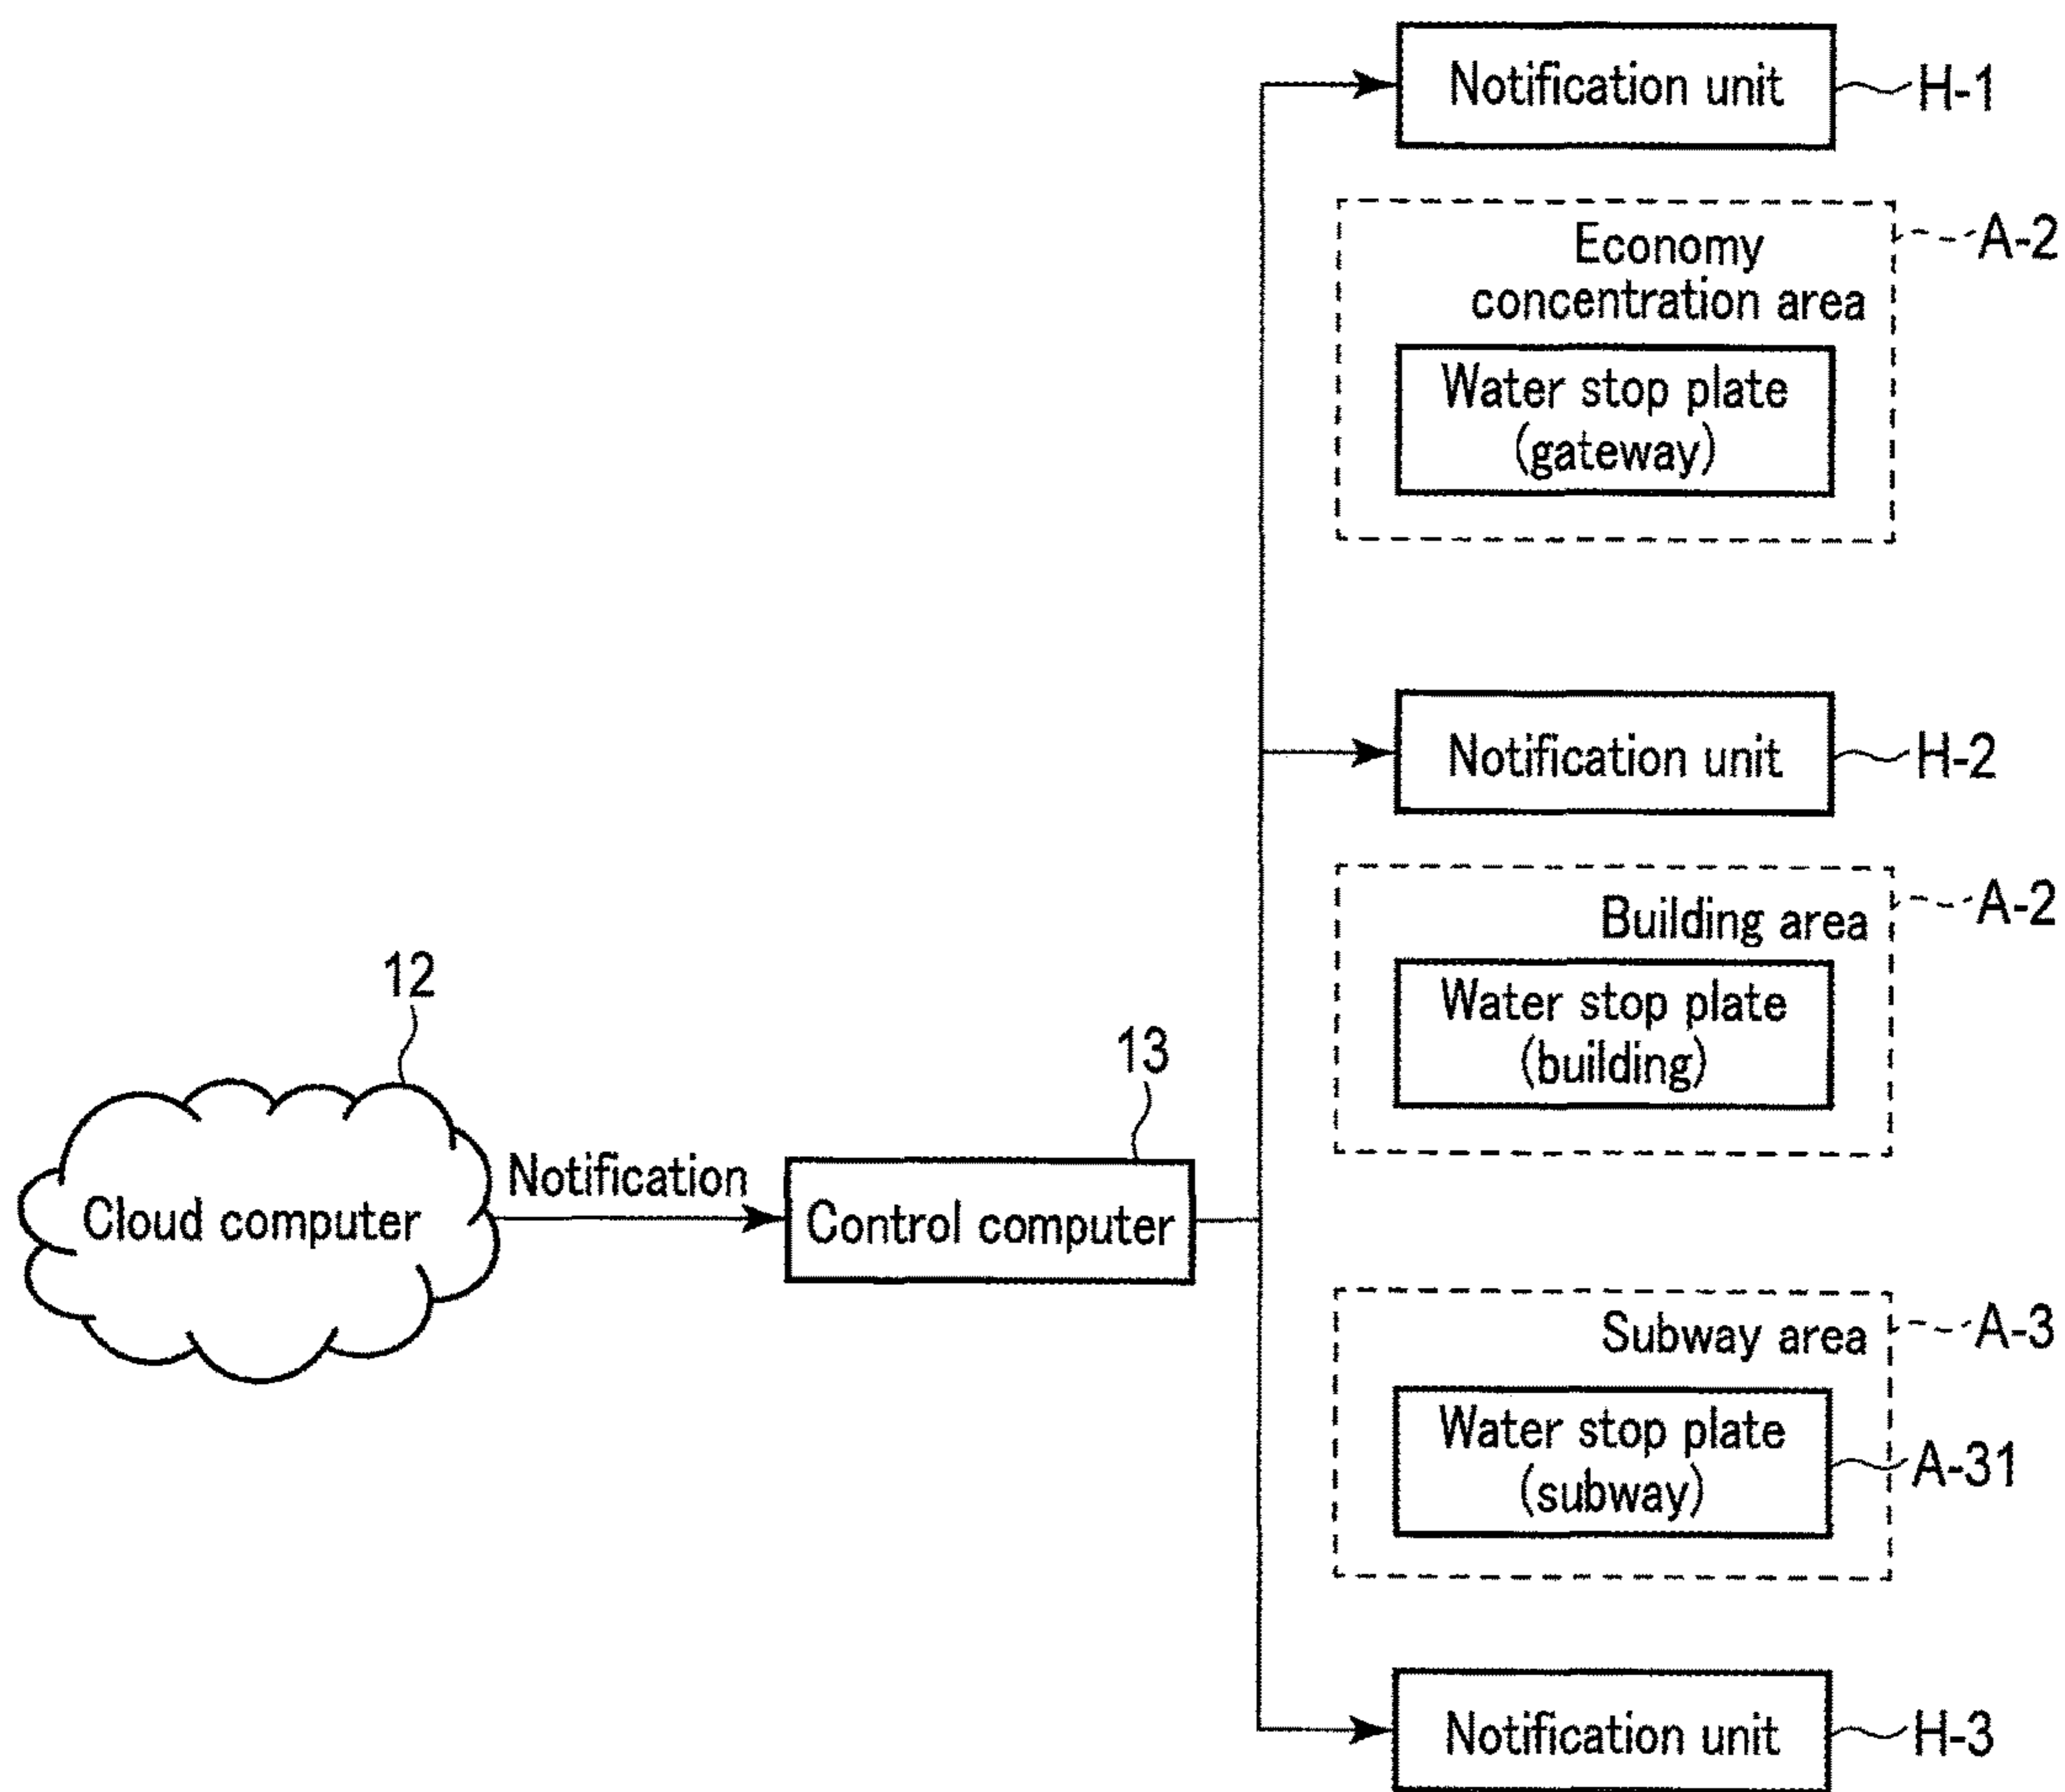 Notification unit
H-1
A-2
Economy
concentration area
Water stop plate
(gateway)
Notification unit
H-2
A-2
Building area
Water stop plate
(building)
12
13
Notification
Cloud computer
Control computer
A-3
Subway area
Water stop plate
(subway)
A-31
Notification unit
H-3